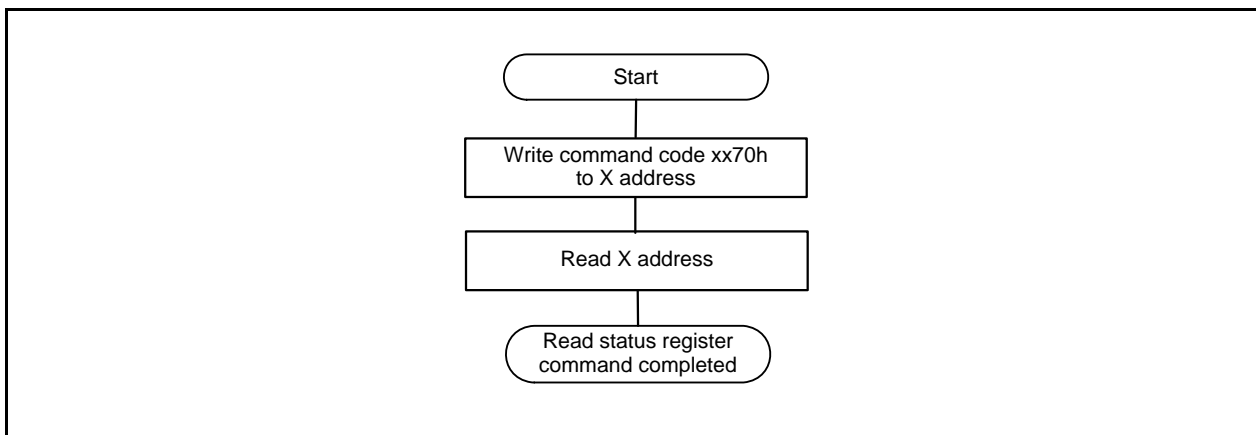 Start
Write command code xx70h
to X address
Read X address
Read status register
command completed